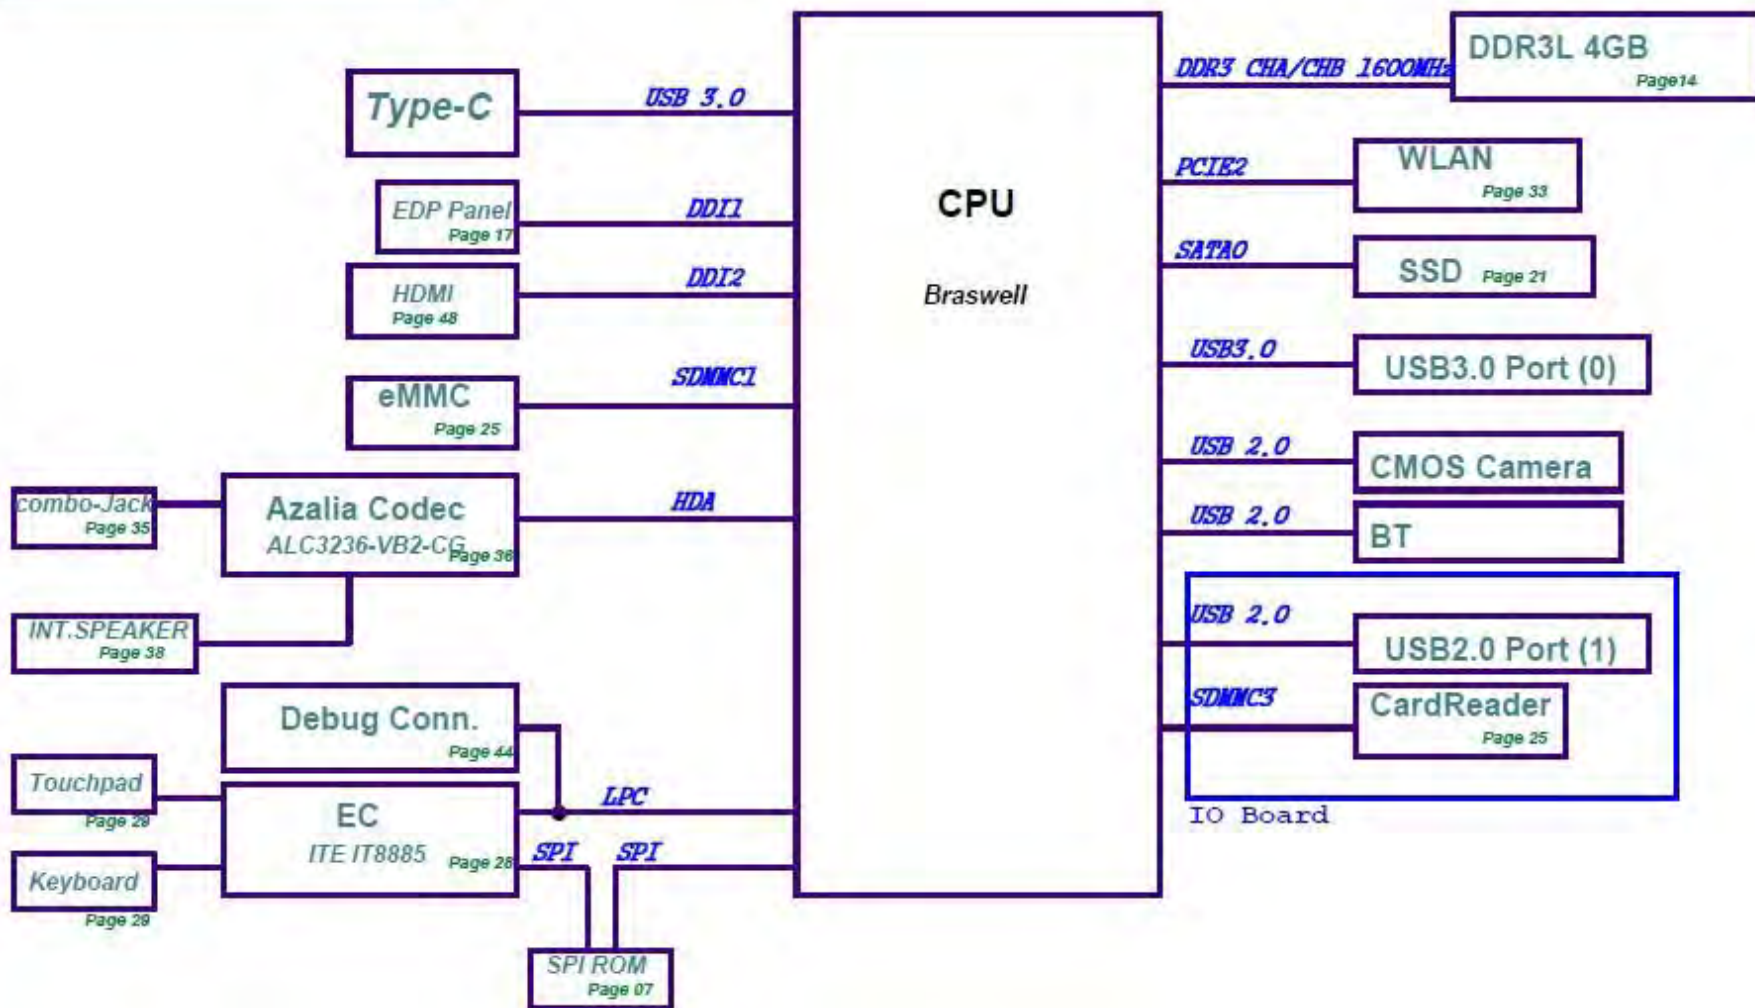 DDR3L 4GB
Page14
DDR3 CHA/CHB 1600MHz
Type-C
USB 3.0
WLAN
Page 33
PCIE2
EDP Panel
Page 17
DDI1
CPU
Braswell
SATA0
SSD Page 21
HDMI
Page 48
DDI2
USB3.0
USB3.0 Port (0)
eMMC
Page 25
SDMMC1
USB 2.0
CMOS Camera
combo-Jack
Page 35
Azalia Codec
ALC3236-VB2-CG
Page 36
HDA
USB 2.0
BT
INT.SPEAKER
Page 38
USB 2.0
USB2.0 Port (1)
SDMMC3
CardReader
Page 25
IO Board
Debug Conn.
Page 44
Touchpad
Page 29
EC
ITE IT8885
Page 28
LPC
SPI
SPI
Keyboard
Page 29
SPI ROM
Page 07